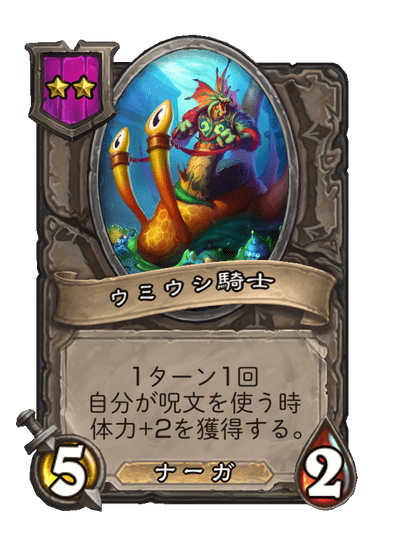 ウミウシ騎士
1ターン1回
自分が呪文を使う時
体力+2を獲得する。
5
ナーガ
2